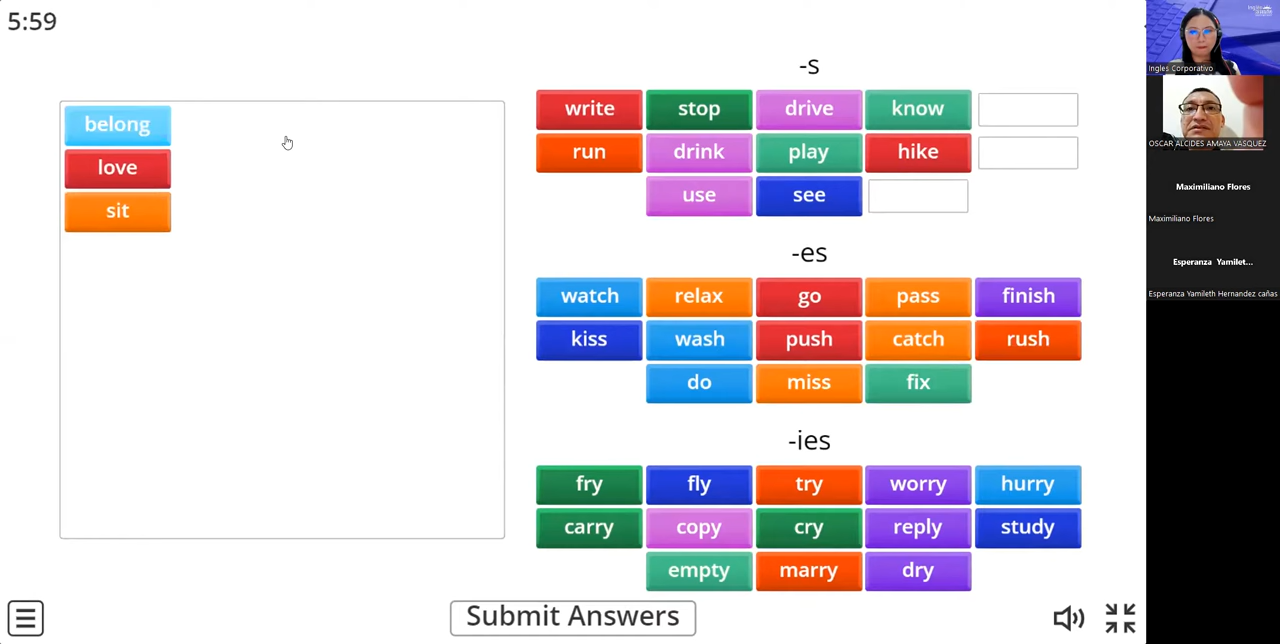 5:59
belong
love
sit
-s
write stop drive know
run drink play hike
use see
-es
watch relax go pass finish
kiss wash push catch rush
do miss fix
-ies
fry fly try worry hurry
carry copy cry reply study
empty marry dry
Submit Answers
Ingles Corporativo
OSCAR ALCIDES AMAYA VASQUEZ
Maximiliano Flores
Maximiliano Flores
Esperanza Yamilet...
Esperanza Yamileth Hernandez cañas